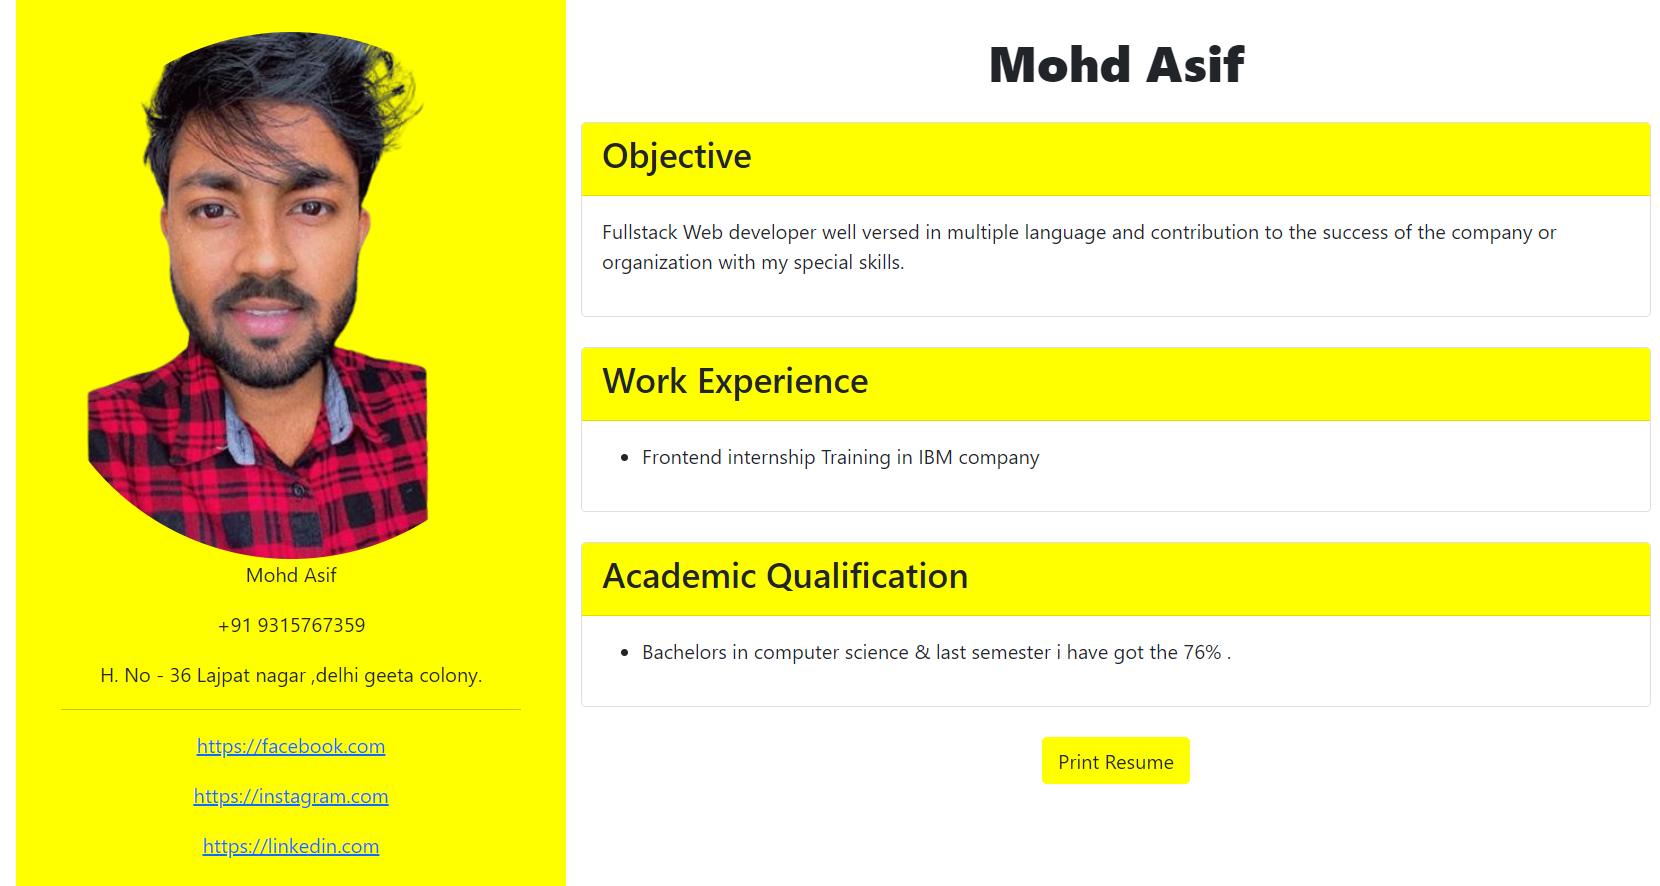 Mohd Asif
+91 9315767359
H. No - 36 Lajpat nagar ,delhi geeta colony.
https://facebook.com
https://instagram.com
https://linkedin.com
Mohd Asif
Objective
Fullstack Web developer well versed in multiple language and contribution to the success of the company or
organization with my special skills.
Work Experience
Frontend internship Training in IBM company
Academic Qualification
Bachelors in computer science & last semester i have got the 76% .
Print Resume